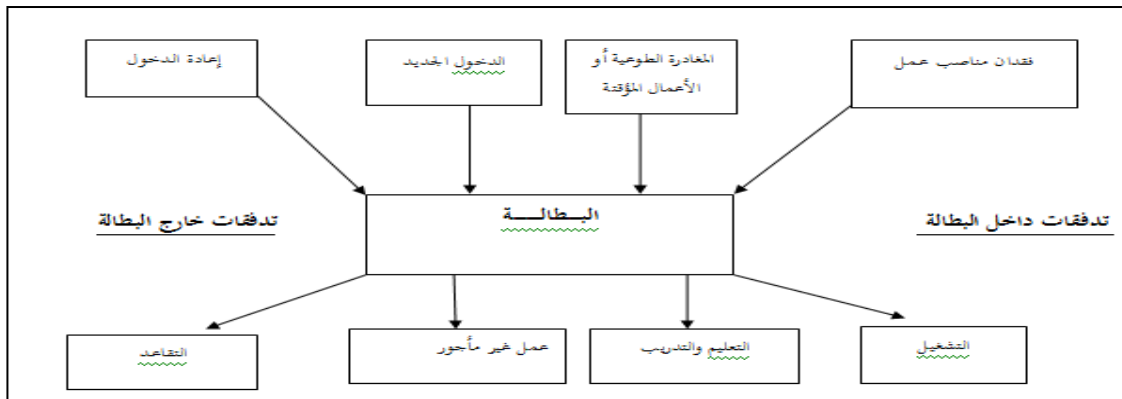 فقدان مناصب عمل
المغادرة الطوعية أو
الأعمال المؤقتة
الدخول الجديد
إعادة الدخول
البـطالـــة
تدفقات داخل البطالة
تدفقات خارج البطالة
التشغيل
التعليم والتدريب
عمل غير مأجور
التقاعد